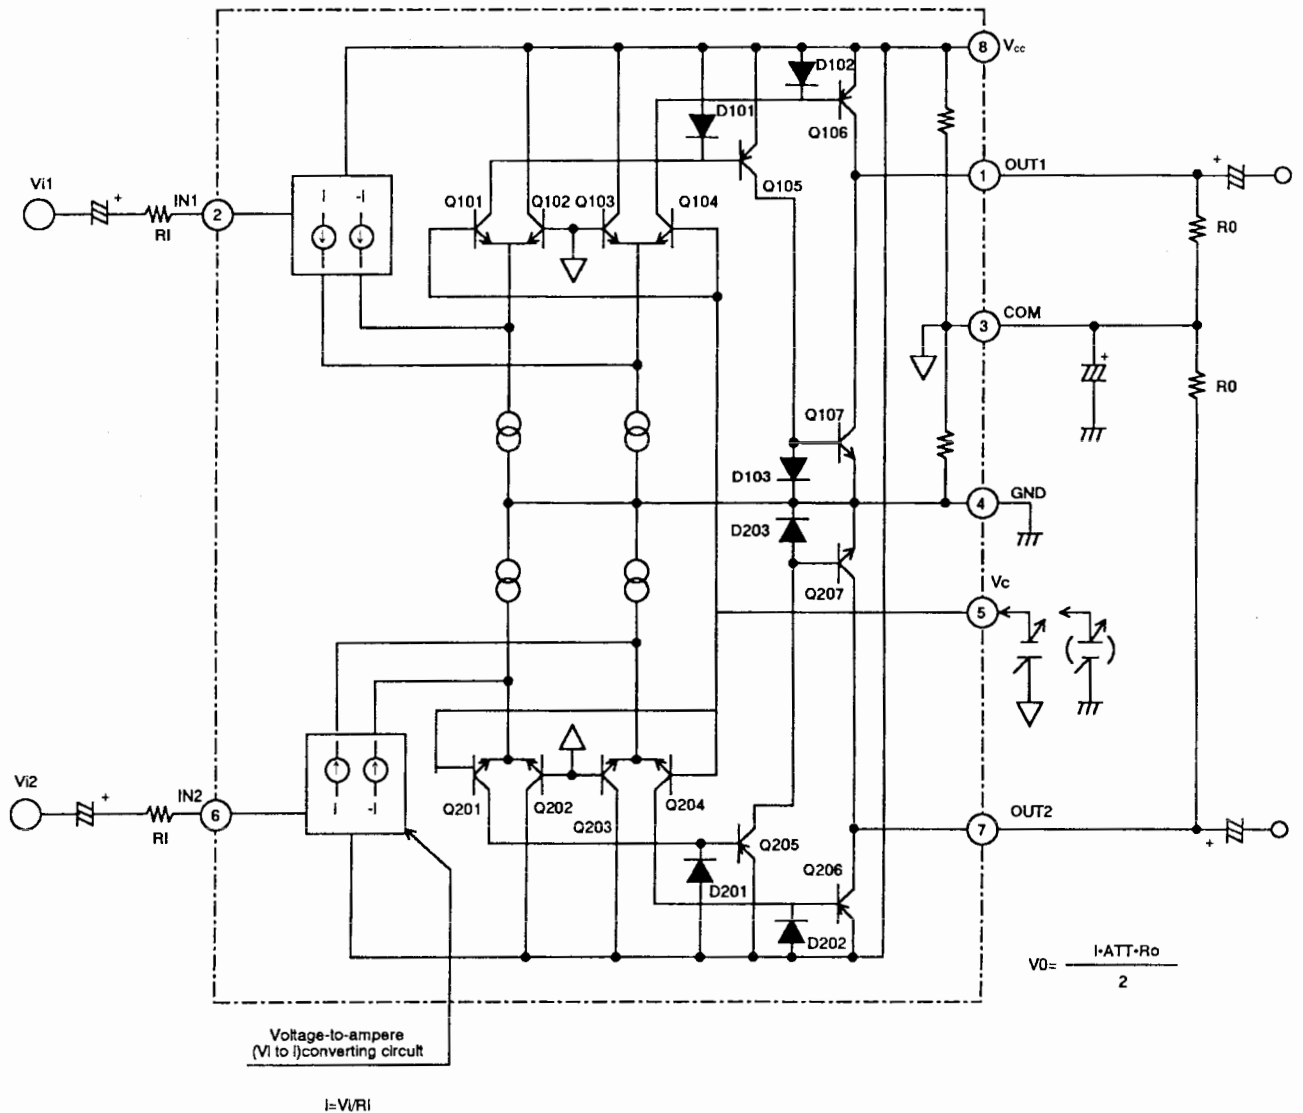 D102
8 Vcc
D101
Q106
Q105
1 OUT1
Vi1
+
+
IN1
2
RI
i -i
Q101
Q102
Q103
Q104
R0
3 COM
+
R0
Q107
D103
4 GND
D203
Q207
5 Vc
( )
Vi2
+
IN2
6
RI
i -i
Q201
Q202
Q203
Q204
Q205
D201
Q206
D202
7 OUT2
+
V0= I•ATT•Ro
2
Voltage-to-ampere
(Vi to i)converting circuit
i=Vi/Ri